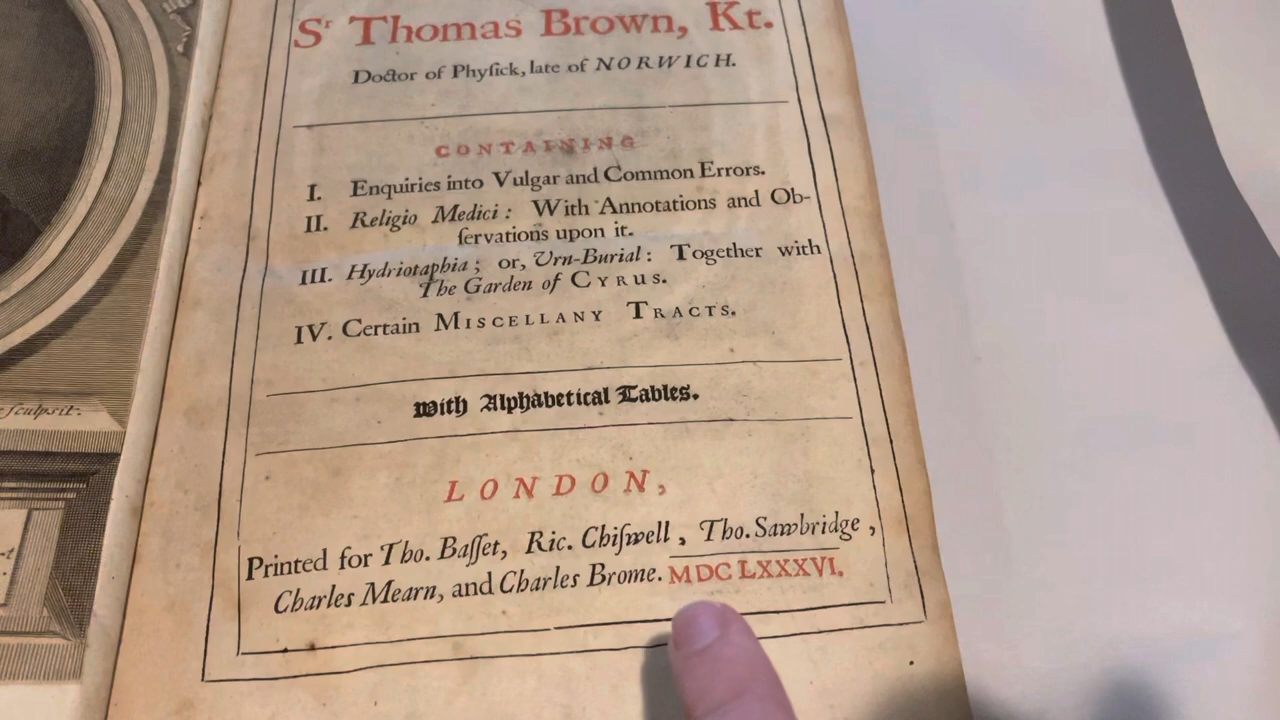 Sʳ Thomas Brown, Kt.
Doctor of Phyſick, late of NORWICH.
CONTAINING
I. Enquiries into Vulgar and Common Errors.
II. Religio Medici: With Annotations and Ob-
ſervations upon it.
III. Hydriotaphia; or, Urn-Burial: Together with
The Garden of CYRUS.
IV. Certain MISCELLANY TRACTS.
With Alphabetical Tables.
LONDON,
Printed for Tho. Baſſet, Ric. Chiſwell, Tho. Sawbridge,
Charles Mearn, and Charles Brome. MDCLXXXVI.
ſculpsit.